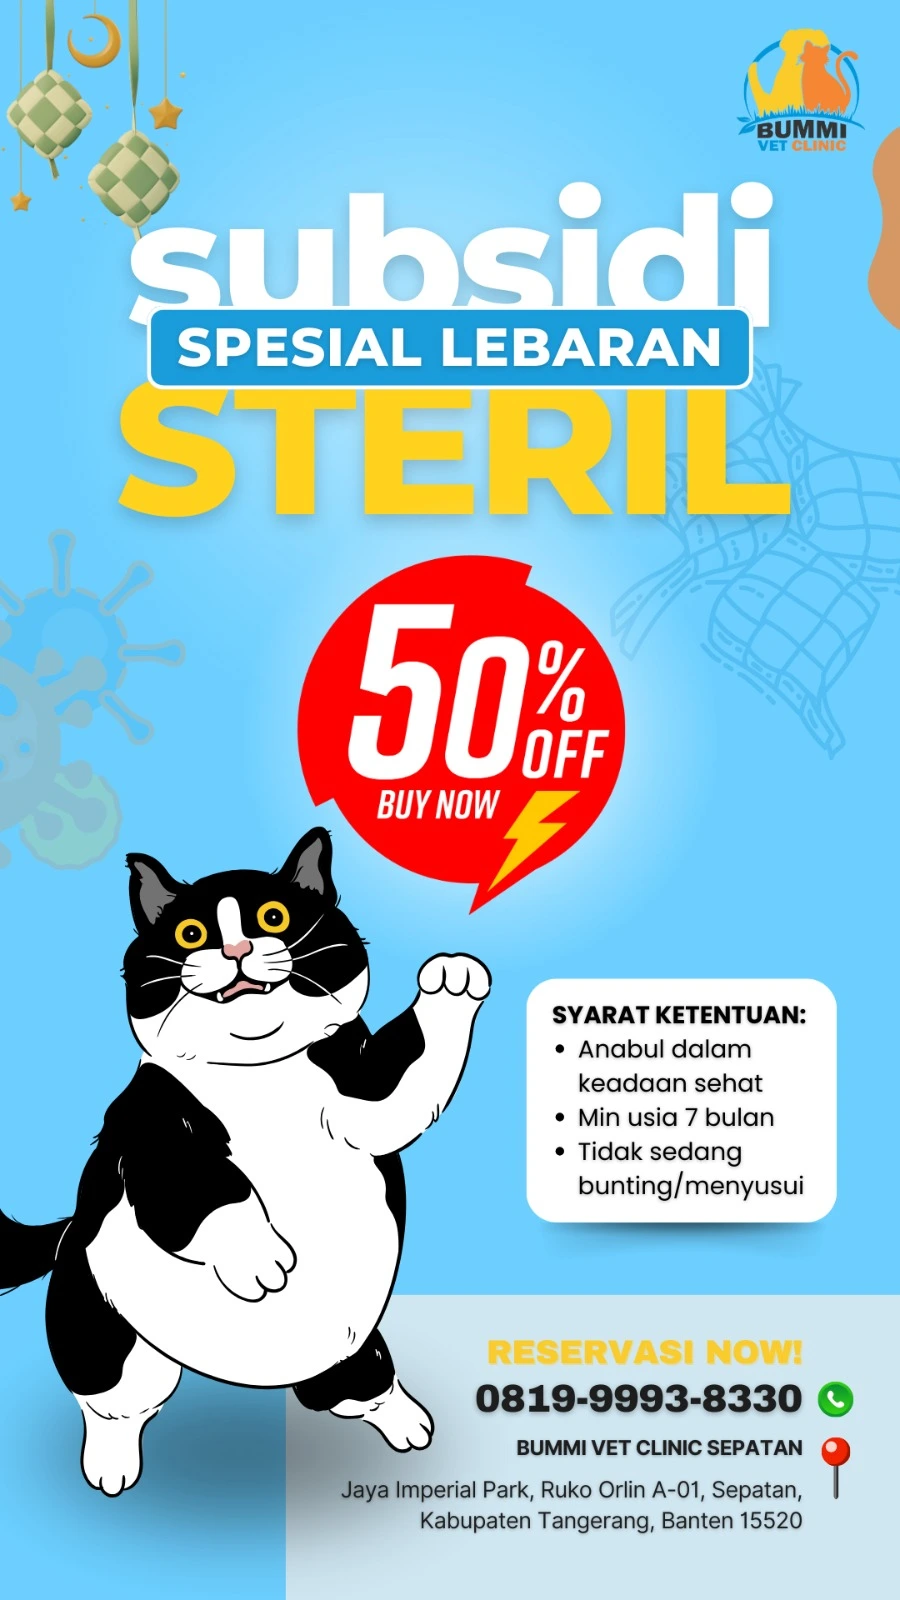 BUMMI
VET CLINIC
subsidi
SPESIAL LEBARAN
STERIL
50%
OFF
BUY NOW
SYARAT KETENTUAN:
• Anabul dalam
keadaan sehat
• Min usia 7 bulan
• Tidak sedang
bunting/menyusui
RESERVASI NOW!
0819-9993-8330
BUMMI VET CLINIC SEPATAN
Jaya Imperial Park, Ruko Orlin A-01, Sepatan,
Kabupaten Tangerang, Banten 15520